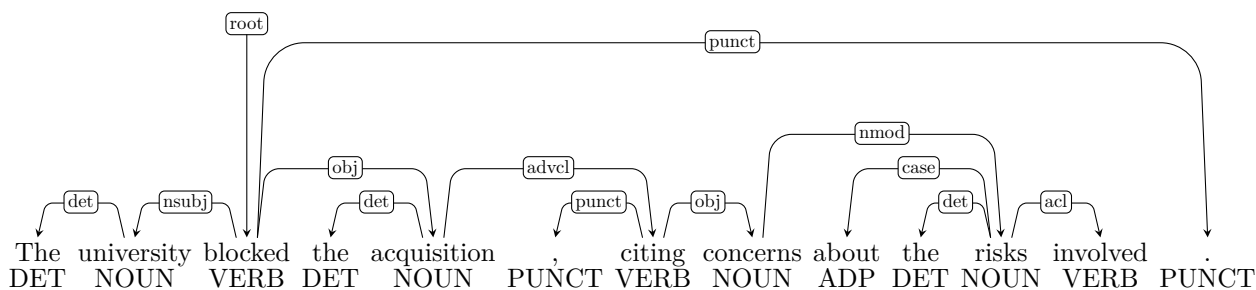 root
punct
nmod
obj advcl case
det nsubj det punct obj det acl
The university blocked the acquisition , citing concerns about the risks involved .
DET NOUN VERB DET NOUN PUNCT VERB NOUN ADP DET NOUN VERB PUNCT